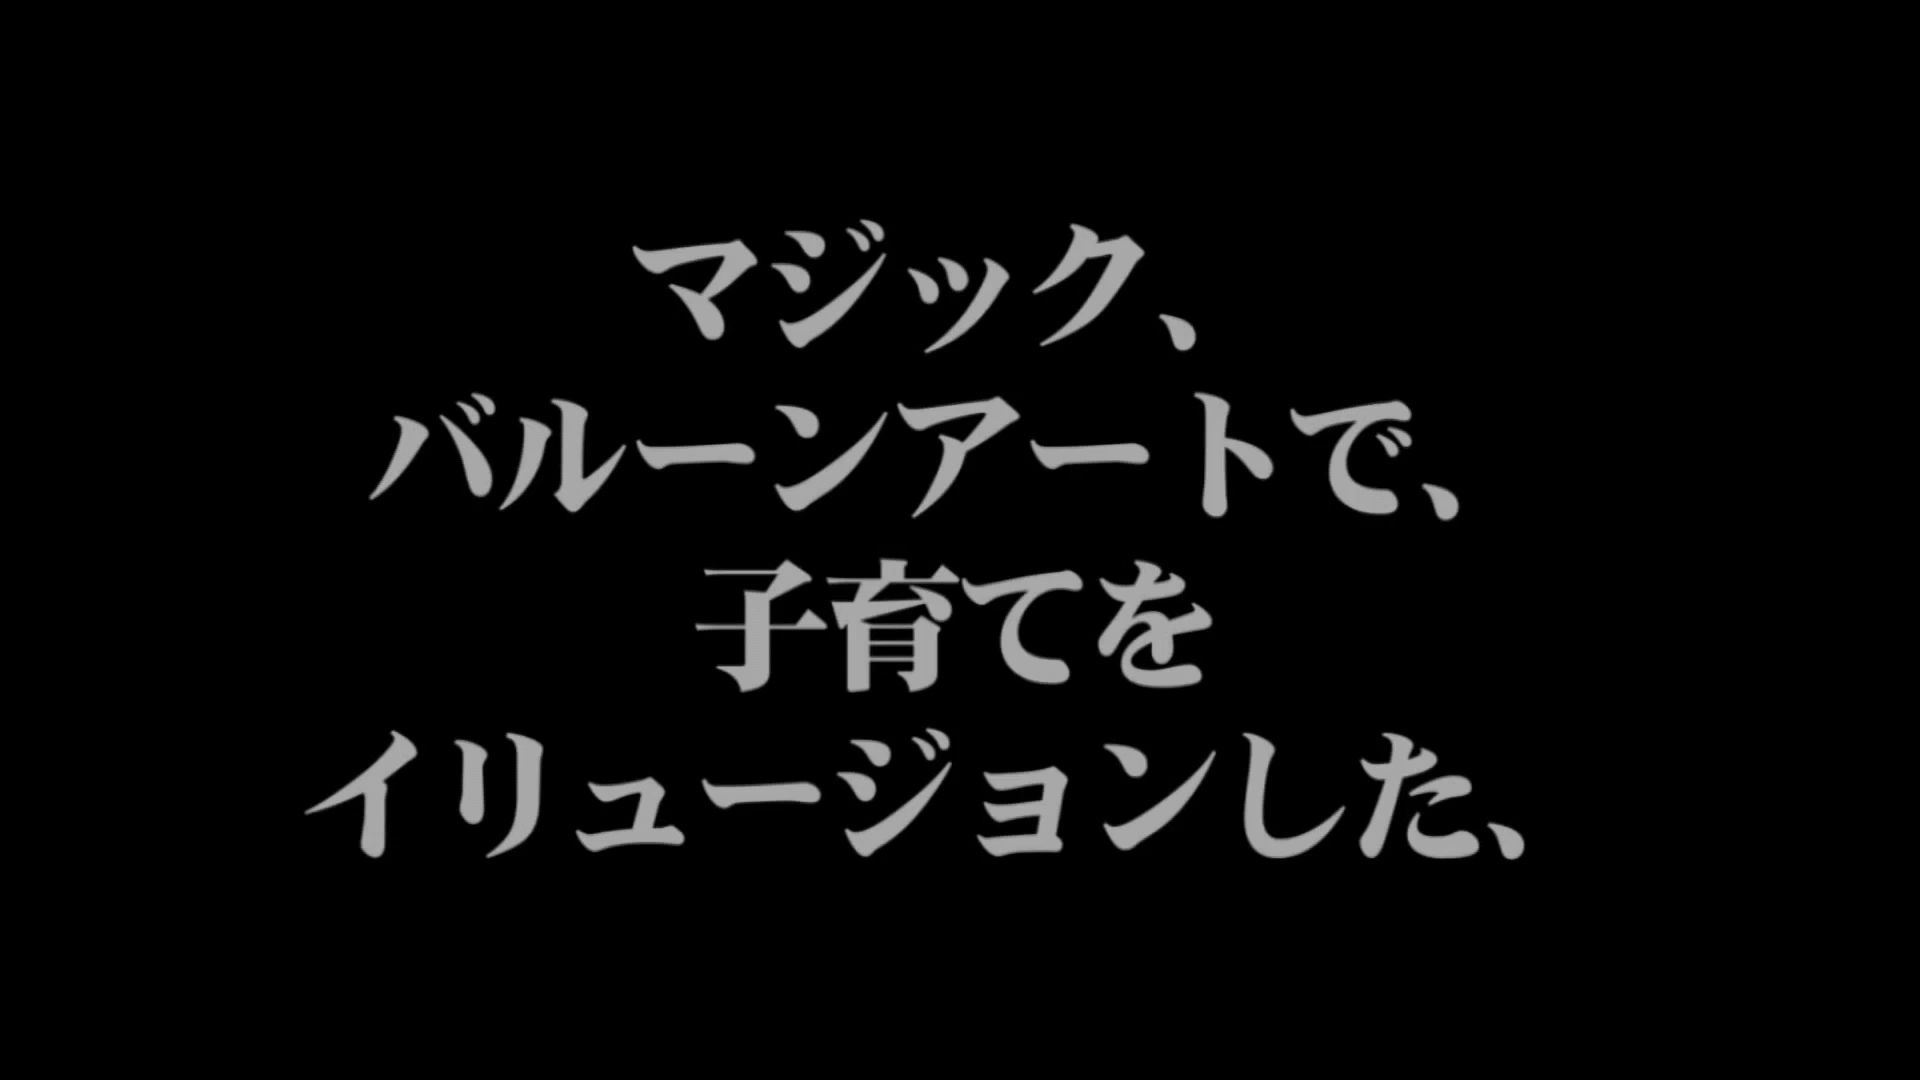 マジック、
バルーンアートで、
子育てを
イリュージョンした、